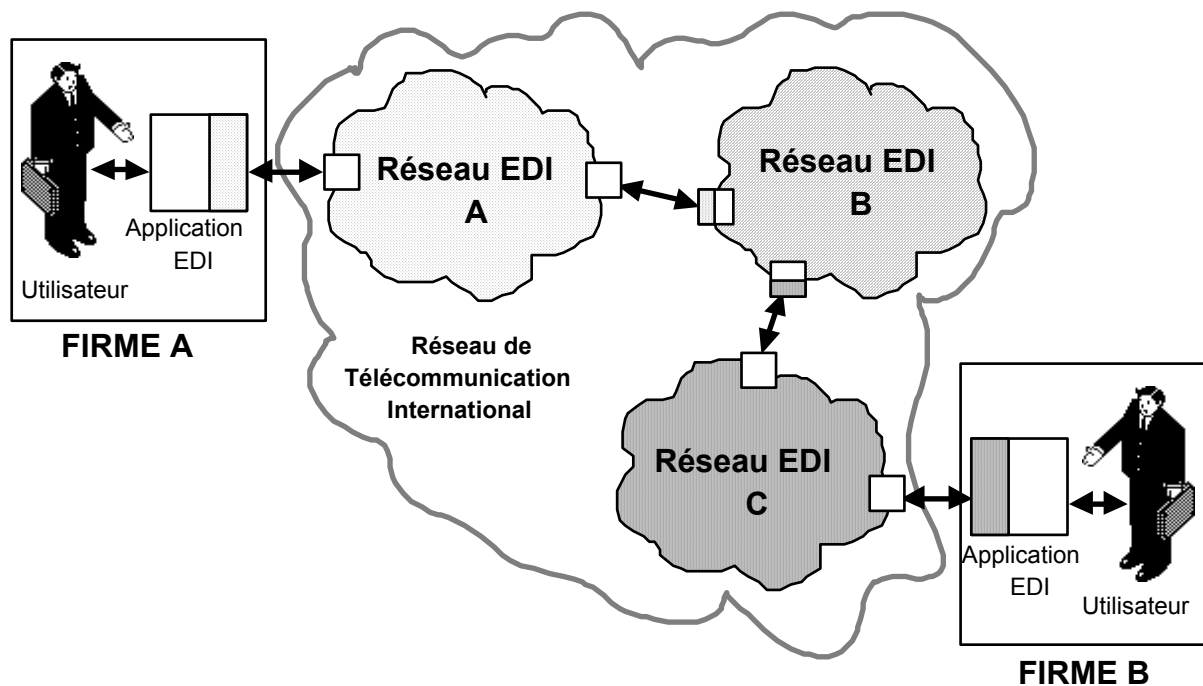 Utilisateur
Application
EDI
FIRME A
Réseau EDI
A
Réseau EDI
B
Réseau de
Télécommunication
International
Réseau EDI
C
Application
EDI
Utilisateur
FIRME B